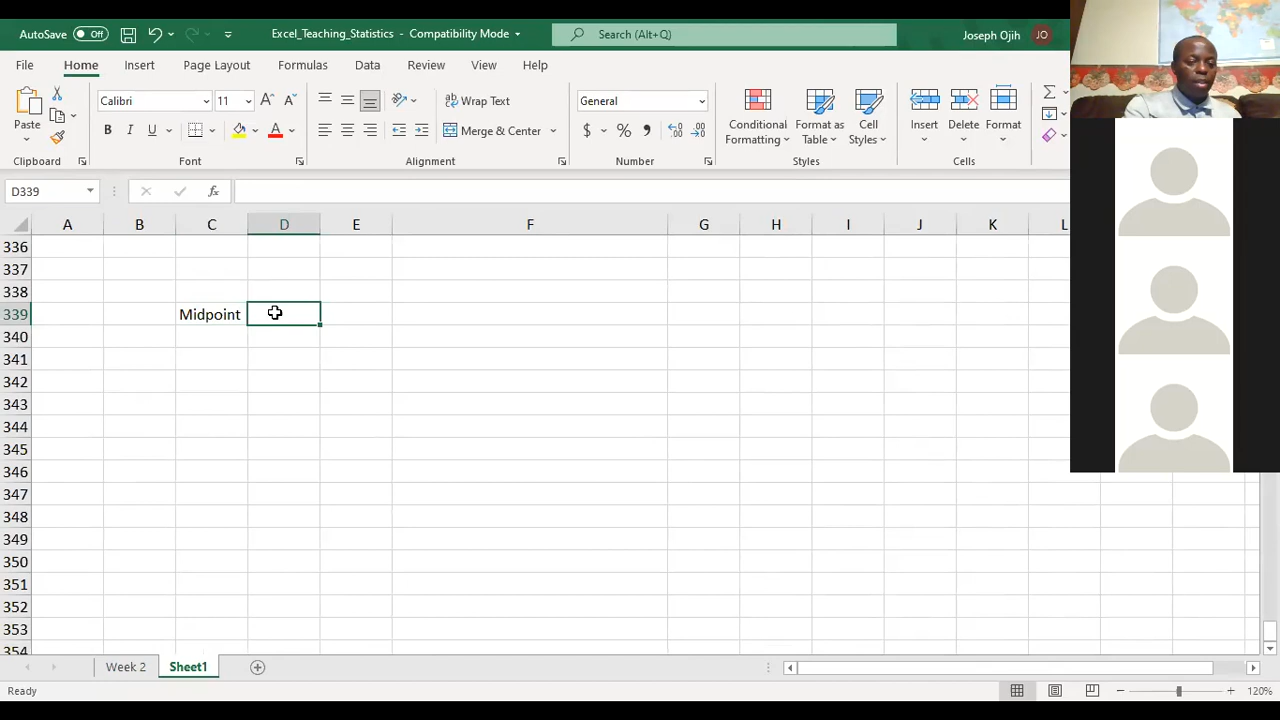 AutoSave Off Excel_Teaching_Statistics - Compatibility Mode Search (Alt+Q) Joseph Ojih JO
File Home Insert Page Layout Formulas Data Review View Help
Paste Calibri 11 A A Wrap Text General Conditional Formatting Format as Table Cell Styles Insert Delete Format
B I U A Merge & Center $ % ,
Clipboard Font Alignment Number Styles Cells
D339 fx
A B C D E F G H I J K L
336
337
338
339 Midpoint
340
341
342
343
344
345
346
347
348
349
350
351
352
353
354
Week 2 Sheet1
Ready 120%